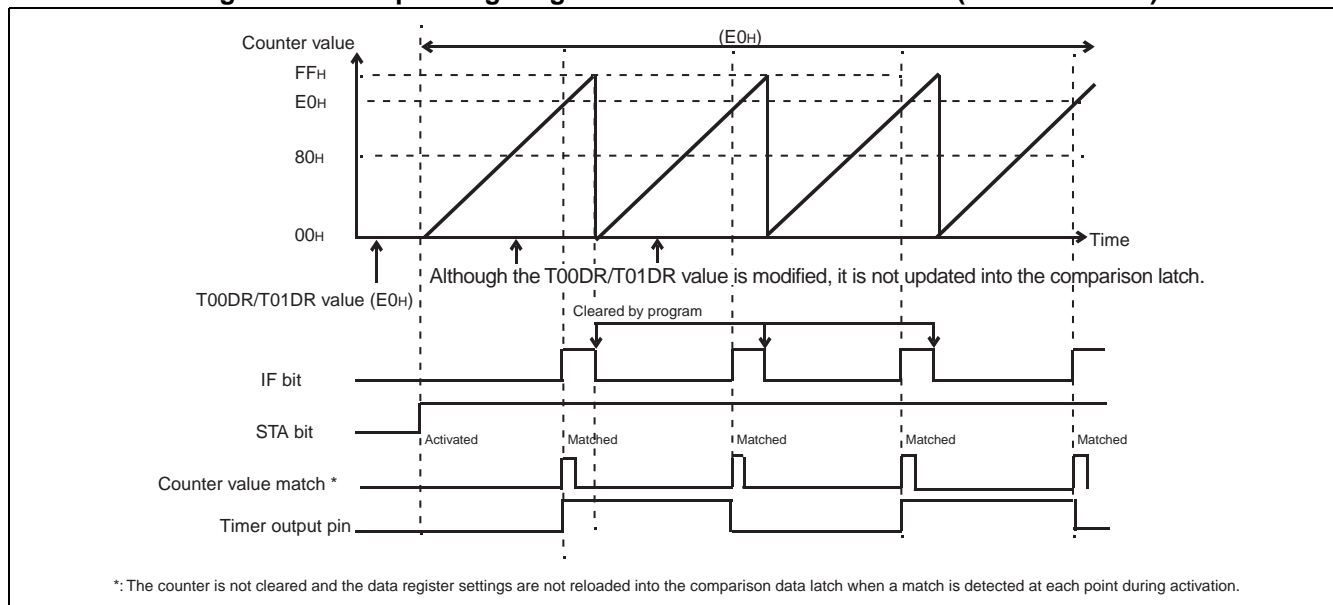 Counter value
(E0H)
FFH
E0H
80H
00H
Time
Although the T00DR/T01DR value is modified, it is not updated into the comparison latch.
T00DR/T01DR value (E0H)
Cleared by program
IF bit
STA bit
Activated Matched Matched Matched Matched
Counter value match *
Timer output pin
*: The counter is not cleared and the data register settings are not reloaded into the comparison data latch when a match is detected at each point during activation.